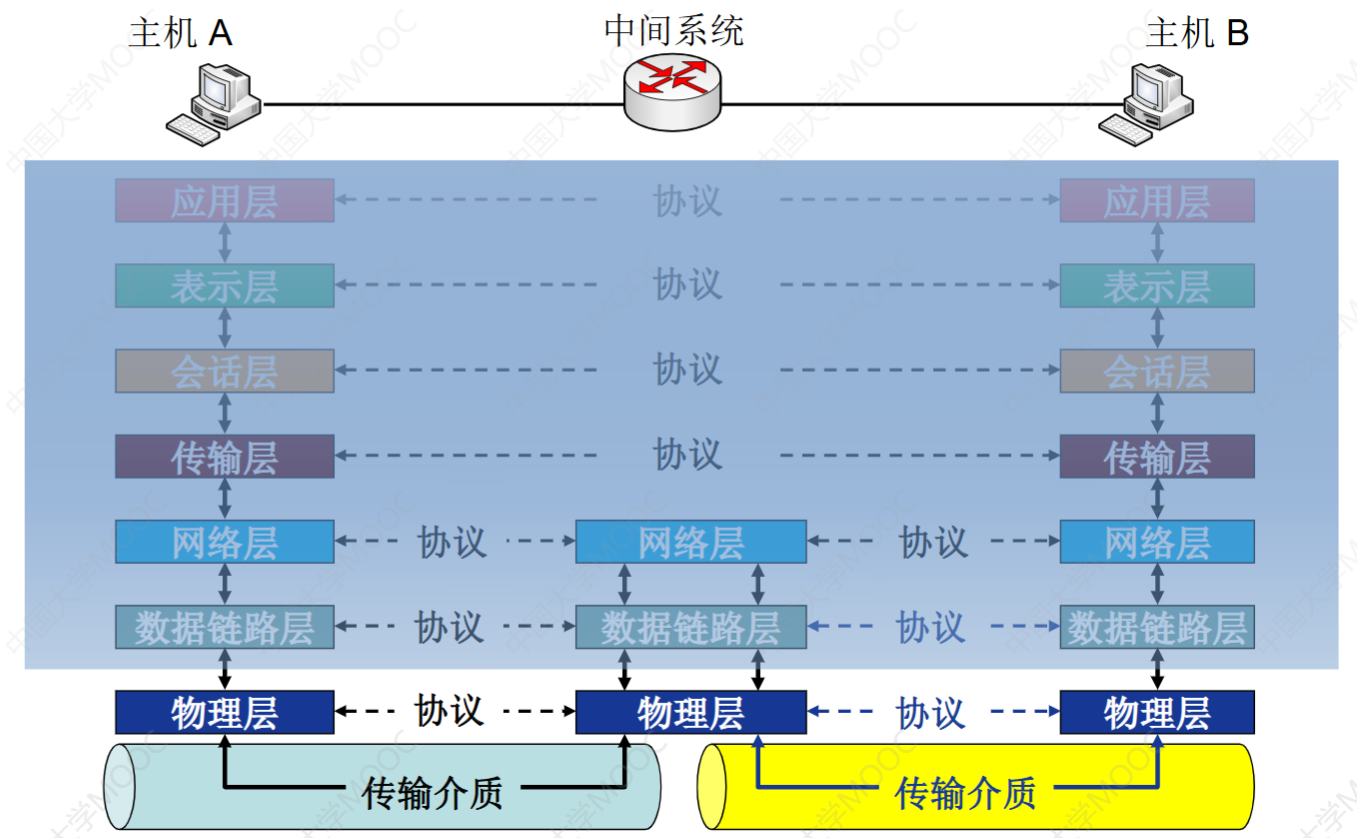 主机 A 中间系统 主机 B
应用层 协议 应用层
表示层 协议 表示层
会话层 协议 会话层
传输层 协议 传输层
网络层 协议 网络层 协议 网络层
数据链路层 协议 数据链路层 协议 数据链路层
物理层 协议 物理层 协议 物理层
传输介质 传输介质
中国大学MOOC